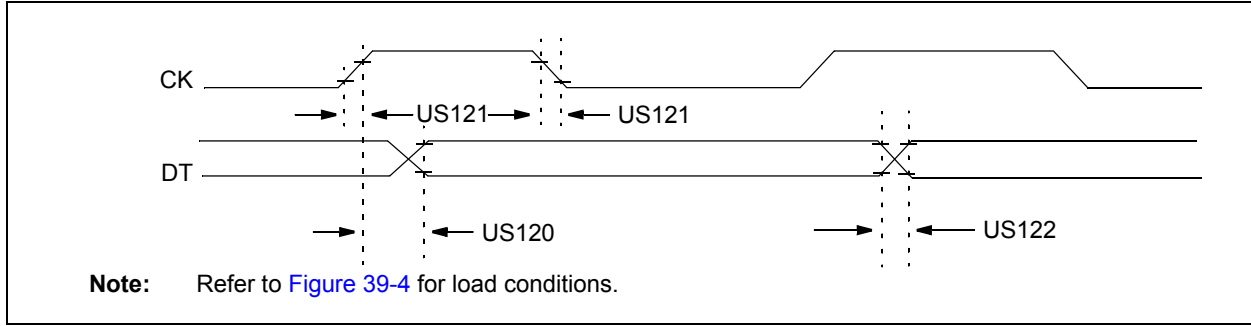 CK
US121 US121
DT
US120 US122
Note: Refer to Figure 39-4 for load conditions.